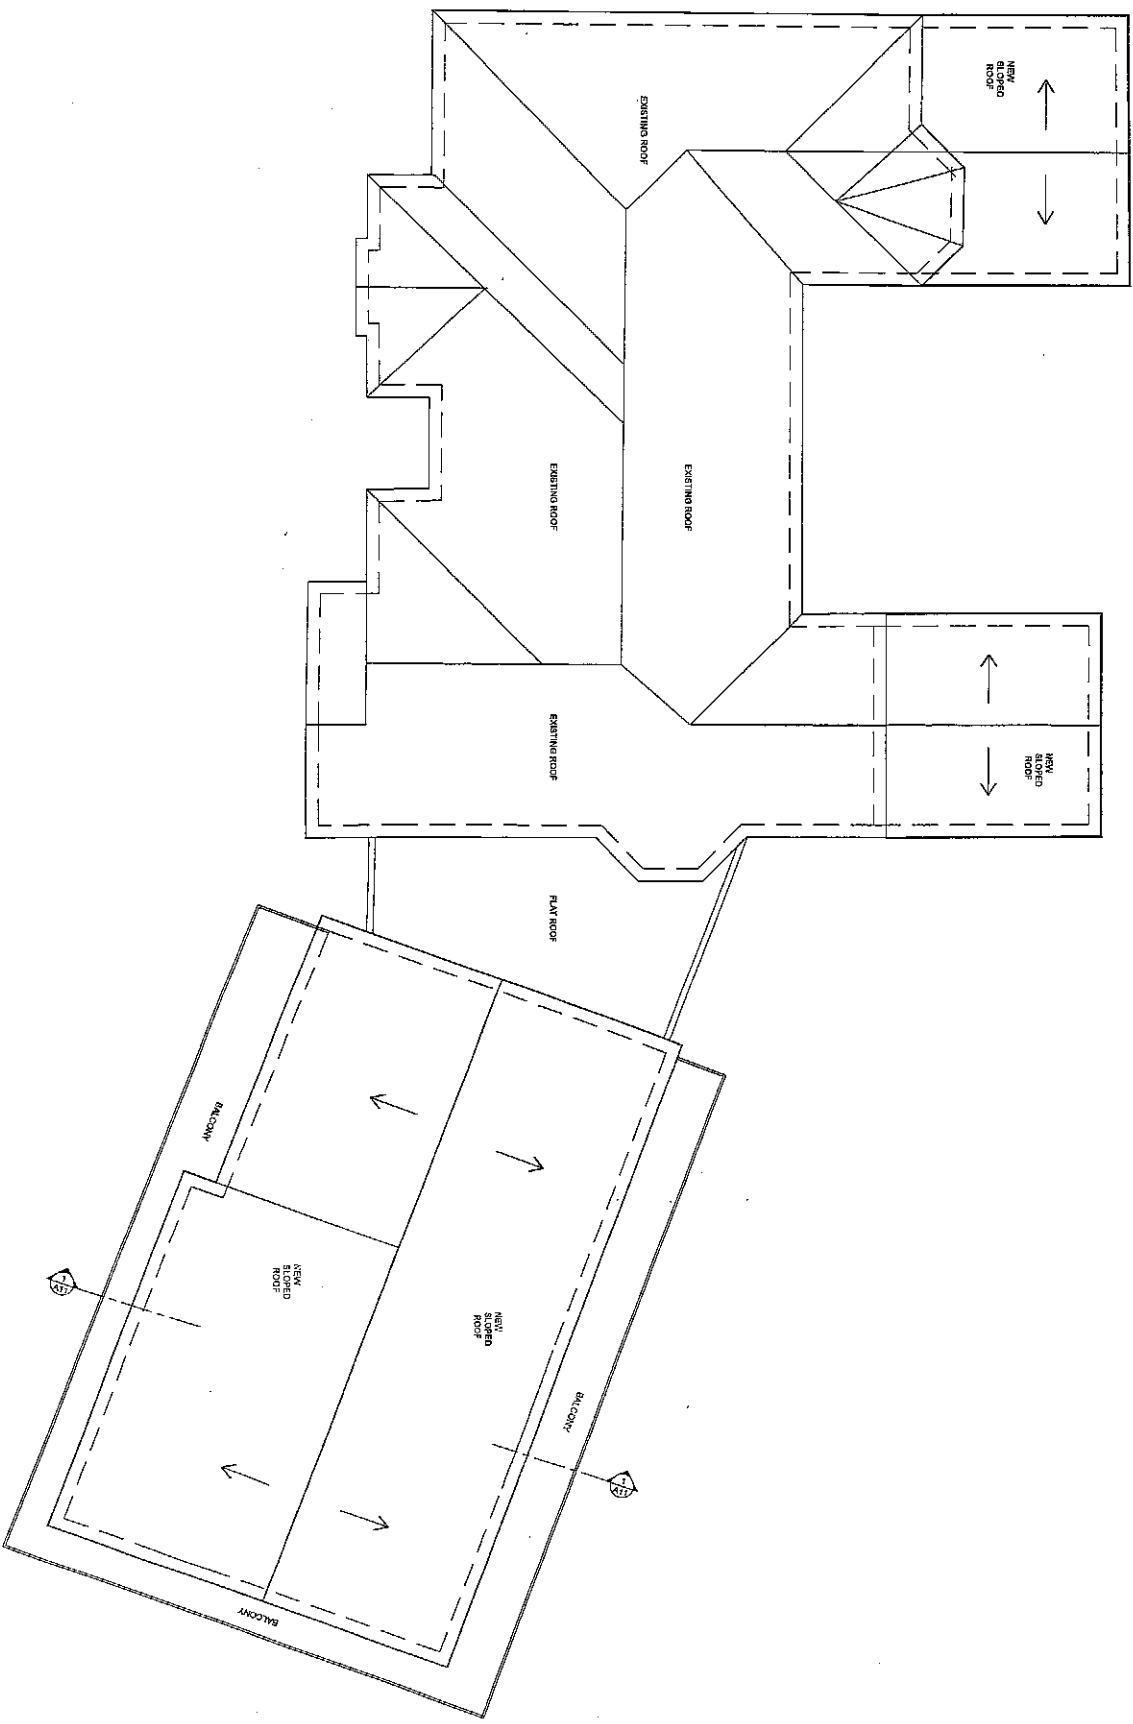 NEW
SLOPED
ROOF
EXISTING ROOF
EXISTING ROOF
EXISTING ROOF
EXISTING ROOF
NEW
SLOPED
ROOF
FLAT ROOF
BALCONY
NEW
SLOPED
ROOF
NEW
SLOPED
ROOF
BALCONY
BALCONY
1
A11
1
A11